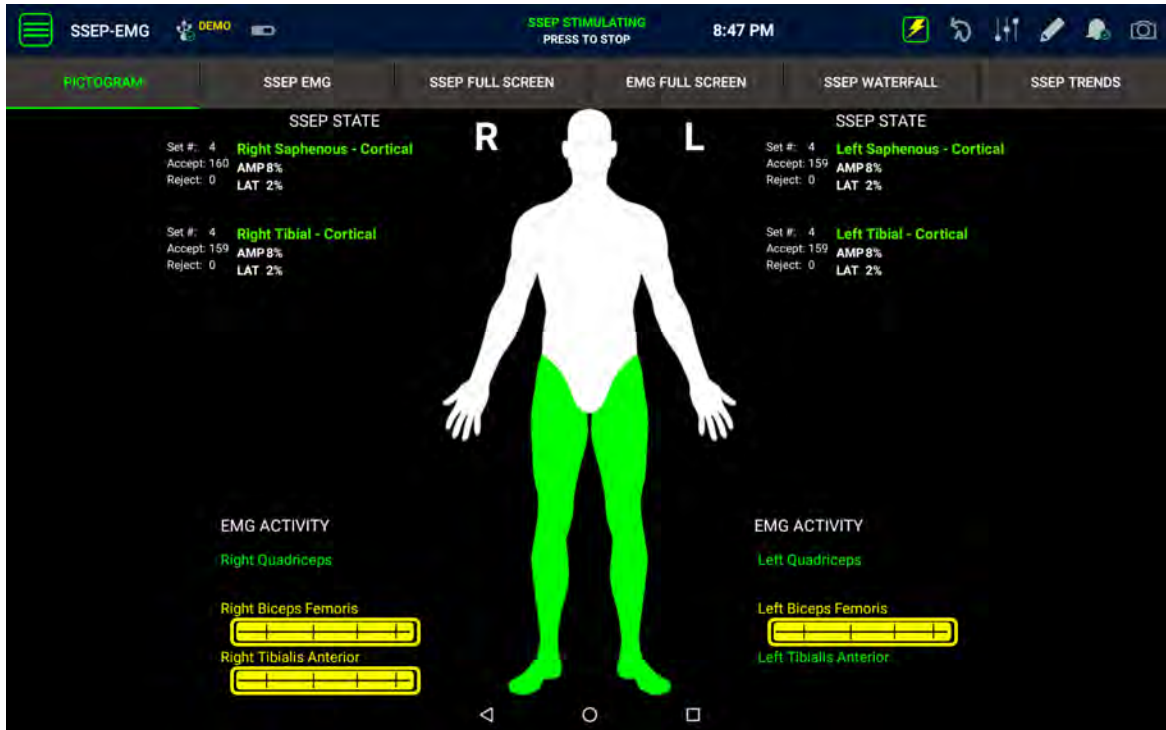 SSEP-EMG
DEMO
SSEP STIMULATING
PRESS TO STOP
8:47 PM
PICTOGRAM
SSEP EMG
SSEP FULL SCREEN
EMG FULL SCREEN
SSEP WATERFALL
SSEP TRENDS
SSEP STATE
Set #: 4 Right Saphenous - Cortical
Accept: 160 AMP 8%
Reject: 0 LAT 2%
Set #: 4 Right Tibial - Cortical
Accept: 159 AMP 8%
Reject: 0 LAT 2%
R
L
SSEP STATE
Set #: 4 Left Saphenous - Cortical
Accept: 159 AMP 8%
Reject: 0 LAT 2%
Set #: 4 Left Tibial - Cortical
Accept: 159 AMP 8%
Reject: 0 LAT 2%
EMG ACTIVITY
Right Quadriceps
Right Biceps Femoris
Right Tibialis Anterior
EMG ACTIVITY
Left Quadriceps
Left Biceps Femoris
Left Tibialis Anterior